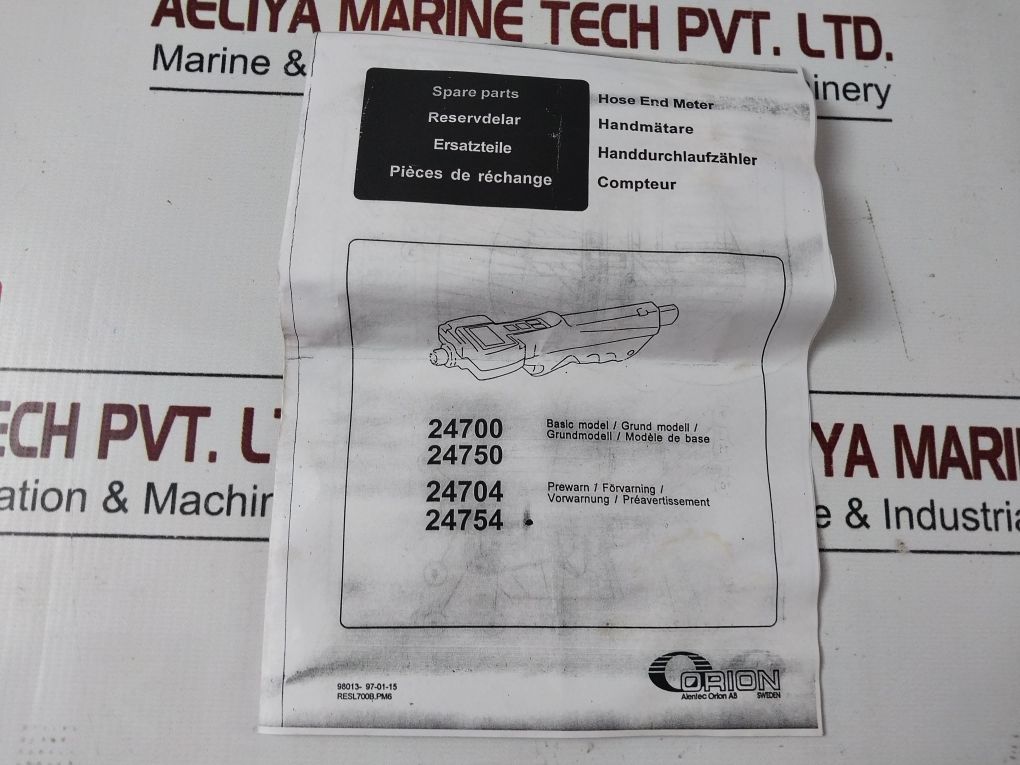 AELIYA MARINE TECH PVT. LTD.
Marine &
inery
Spare parts
Reservdelar
Ersatzteile
Pièces de réchange
Hose End Meter
Handmätare
Handdurchlaufzähler
Compteur
24700
24750
Basic model / Grund modell /
Grundmodell / Modèle de base
24704
24754
Prewarn / Förvarning /
Vorwarnung / Préavertissement
98013- 97-01-15
RESL700B.PM6
ORION
Alentec Orion AB
SWEDEN
ECH PVT. L
ation & Machin
YA MARI
e & Industria